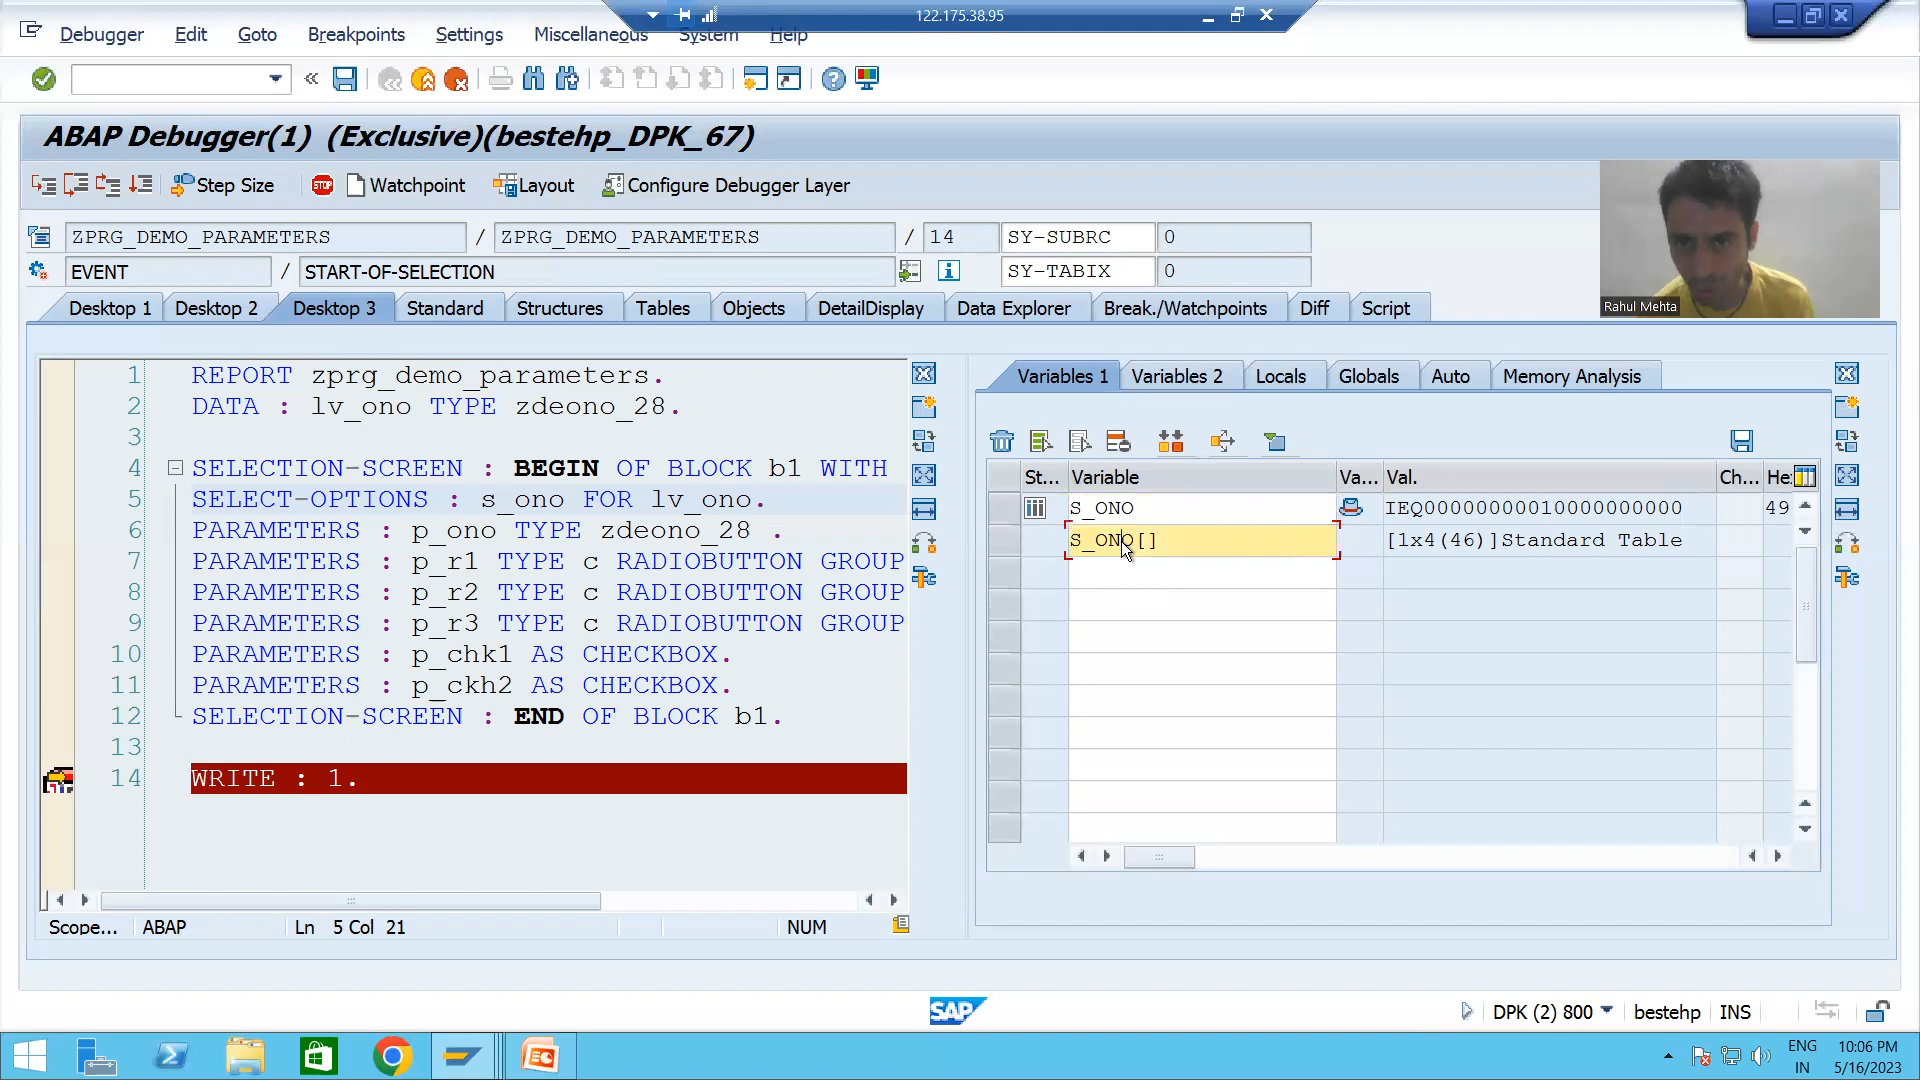 122.175.38.95
Debugger Edit Goto Breakpoints Settings Miscellaneous System Help
ABAP Debugger(1) (Exclusive)(bestehp_DPK_67)
Step Size STOP Watchpoint Layout Configure Debugger Layer
ZPRG_DEMO_PARAMETERS / ZPRG_DEMO_PARAMETERS / 14 SY-SUBRC 0
EVENT / START-OF-SELECTION SY-TABIX 0
Rahul Mehta
Desktop 1 Desktop 2 Desktop 3 Standard Structures Tables Objects DetailDisplay Data Explorer Break./Watchpoints Diff Script
1 REPORT zprg_demo_parameters.
2 DATA : lv_ono TYPE zdeono_28.
3
4 SELECTION-SCREEN : BEGIN OF BLOCK b1 WITH
5 SELECT-OPTIONS : s_ono FOR lv_ono.
6 PARAMETERS : p_ono TYPE zdeono_28 .
7 PARAMETERS : p_r1 TYPE c RADIOBUTTON GROUP
8 PARAMETERS : p_r2 TYPE c RADIOBUTTON GROUP
9 PARAMETERS : p_r3 TYPE c RADIOBUTTON GROUP
10 PARAMETERS : p_chk1 AS CHECKBOX.
11 PARAMETERS : p_ckh2 AS CHECKBOX.
12 SELECTION-SCREEN : END OF BLOCK b1.
13
14 WRITE : 1.
Scope... ABAP Ln 5 Col 21 NUM
Variables 1 Variables 2 Locals Globals Auto Memory Analysis
St... Variable Va... Val. Ch... Hex
S_ONO IEQ00000000010000000000 49
S_ONO[] [1x4(46)]Standard Table
SAP
DPK (2) 800 bestehp INS
ENG 10:06 PM
IN 5/16/2023